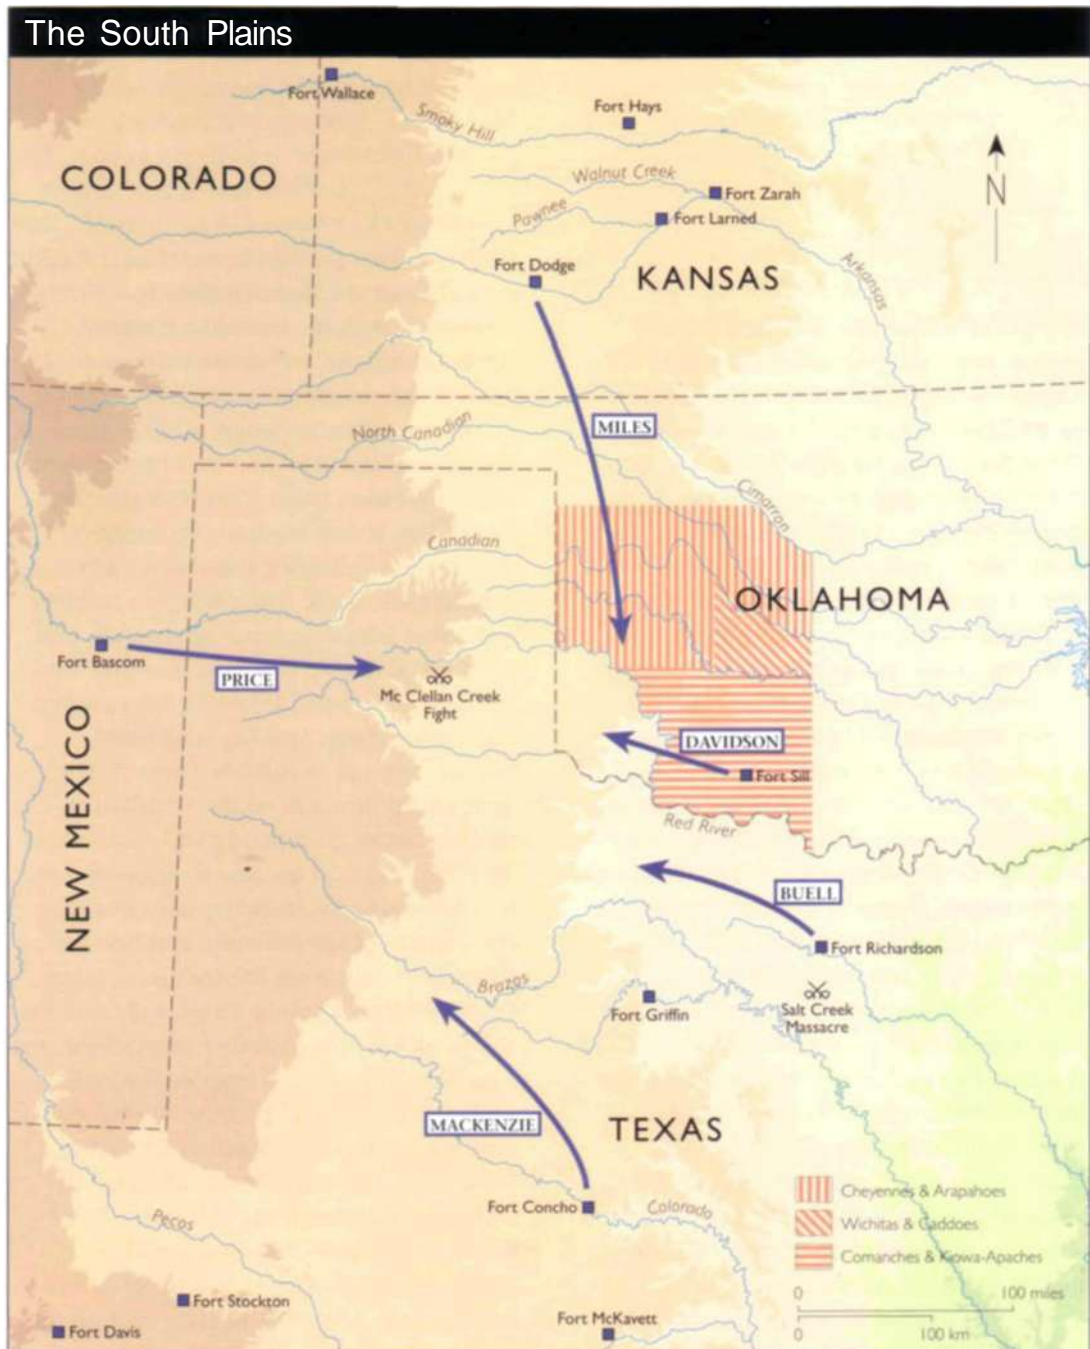 The South Plains
Fort Wallace
Smoky Hill
Fort Hays
COLORADO
Walnut Creek
Fort Zarah
Pawnee
Fort Larned
N
Fort Dodge
KANSAS
Arkansas
MILES
North Canadian
Cimarron
Canadian
OKLAHOMA
Fort Bascom
PRICE
Mc Clellan Creek
Fight
NEW MEXICO
DAVIDSON
Fort Sill
Red River
BUELL
Fort Richardson
Brazos
Fort Griffin
Salt Creek
Massacre
MACKENZIE
TEXAS
Fort Concho
Colorado
Pecos
Cheyennes & Arapahoes
Wichitas & Caddoes
Comanches & Kiowa-Apaches
Fort Stockton
0
100 miles
Fort McKavett
Fort Davis
0
100 km